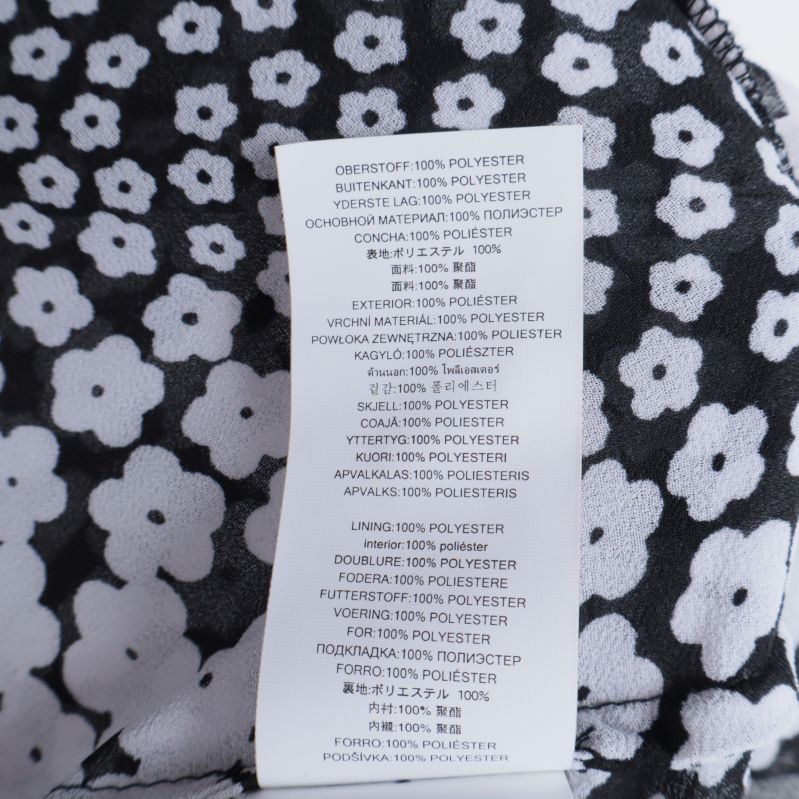 OBERSTOFF:100% POLYESTER
BUITENKANT:100% POLYESTER
YDERSTE LAG:100% POLYESTER
ОСНОВНОЙ МАТЕРИАЛ:100% ПОЛИЭСТЕР
CONCHA:100% POLIÉSTER
表地:ポリエステル 100%
面料:100% 聚酯
面料:100% 聚酯
EXTERIOR:100% POLIÉSTER
VRCHNÍ MATERIÁL:100% POLYESTER
POWŁOKA ZEWNĘTRZNA:100% POLYESTER
KAGYLÓ:100% POLIÉSZTER
ด้านนอก:100% โพลีเอสเตอร์
겉감:100% 폴리에스터
SKJELL:100% POLYESTER
COAJĂ:100% POLYESTER
YTTERTYG:100% POLYESTER
KUORI:100% POLYESTERI
APVALKALAS:100% POLYESTERIS
APVALKS:100% POLYESTERIS
LINING:100% POLYESTER
interior:100% poliéster
DOUBLURE:100% POLYESTER
FODERA:100% POLIESTERE
FUTTERSTOFF:100% POLYESTER
VOERING:100% POLYESTER
FOR:100% POLYESTER
ПОДКЛАДКА:100% ПОЛИЭСТЕР
FORRO:100% POLIÉSTER
裏地:ポリエステル 100%
内衬:100% 聚酯
內襯:100% 聚酯
FORRO:100% POLIÉSTER
PODŠÍVKA:100% POLYESTER